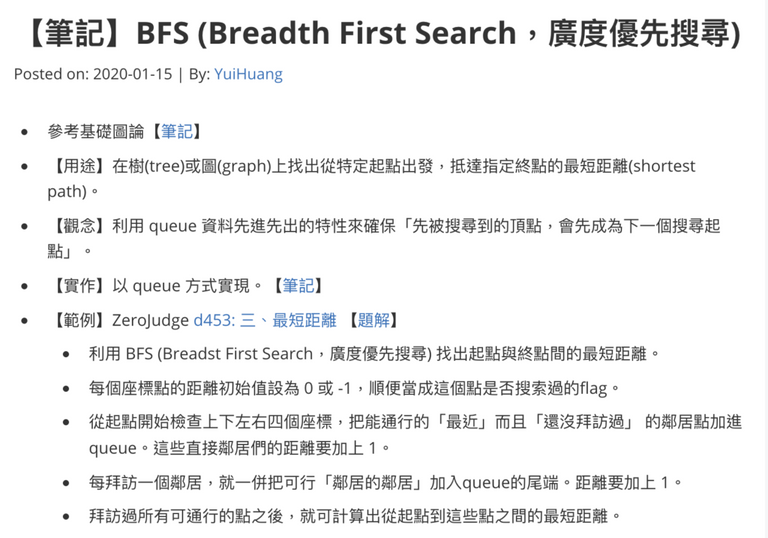 【筆記】BFS (Breadth First Search，廣度優先搜尋)
Posted on: 2020-01-15 | By: YuiHuang
參考基礎圖論【筆記】
【用途】在樹(tree)或圖(graph)上找出從特定起點出發，抵達指定終點的最短距離(shortest
path)。
【觀念】利用 queue 資料先進先出的特性來確保「先被搜尋到的頂點，會先成為下一個搜尋起
點」。
【實作】以 queue 方式實現。【筆記】
【範例】ZeroJudge d453: 三、最短距離 【題解】
利用 BFS (Breadst First Search，廣度優先搜尋) 找出起點與終點間的最短距離。
每個座標點的距離初始值設為 0 或 -1，順便當成這個點是否搜索過的flag。
從起點開始檢查上下左右四個座標，把能通行的「最近」而且「還沒拜訪過」 的鄰居點加進
queue。這些直接鄰居們的距離要加上 1。
每拜訪一個鄰居，就一併把可行「鄰居的鄰居」加入queue的尾端。距離要加上 1。
拜訪過所有可通行的點之後，就可計算出從起點到這些點之間的最短距離。